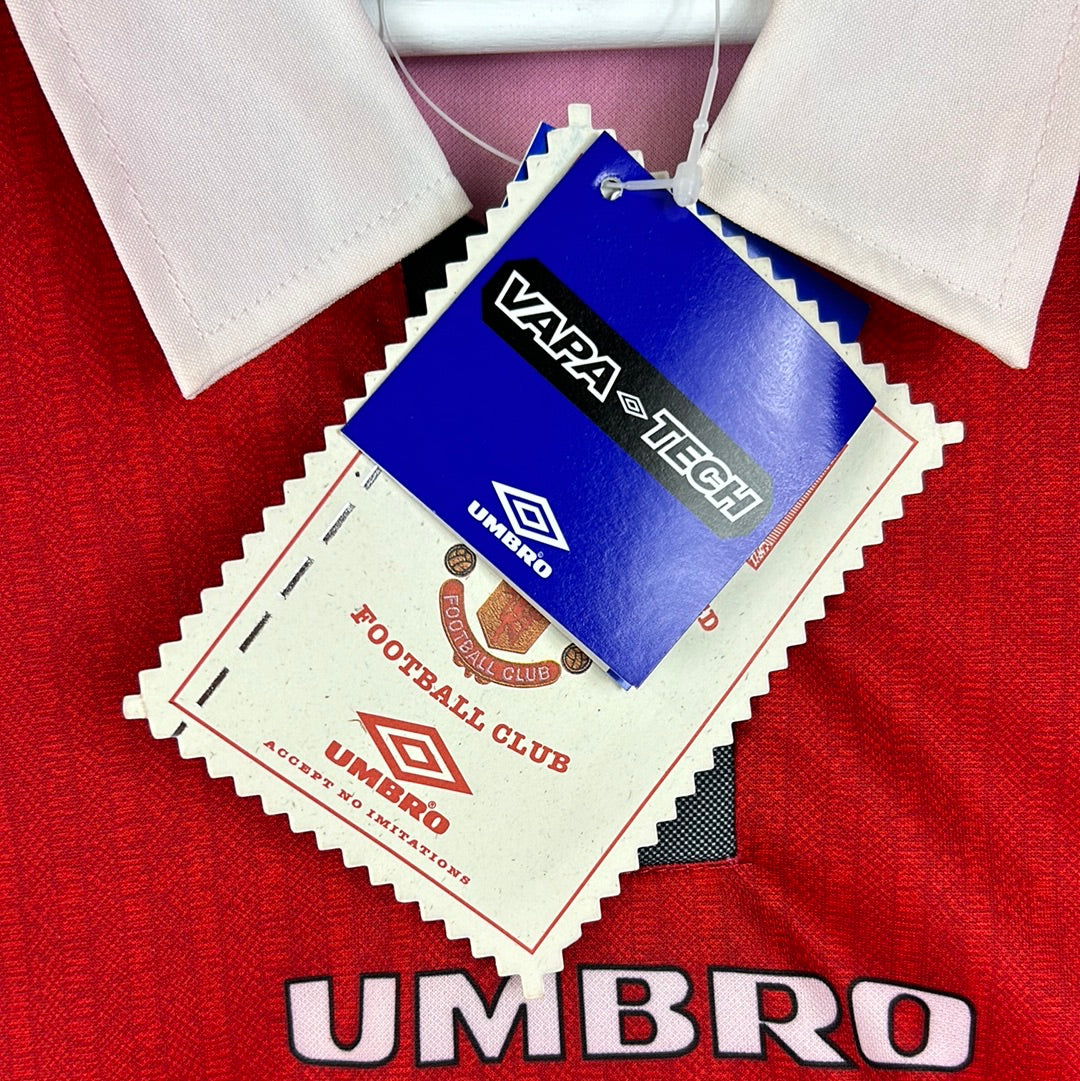 VAPA TECH
UMBRO®
FOOTBALL CLUB
FOOTBALL CLUB
UMBRO®
ACCEPT NO IMITATIONS
UMBRO